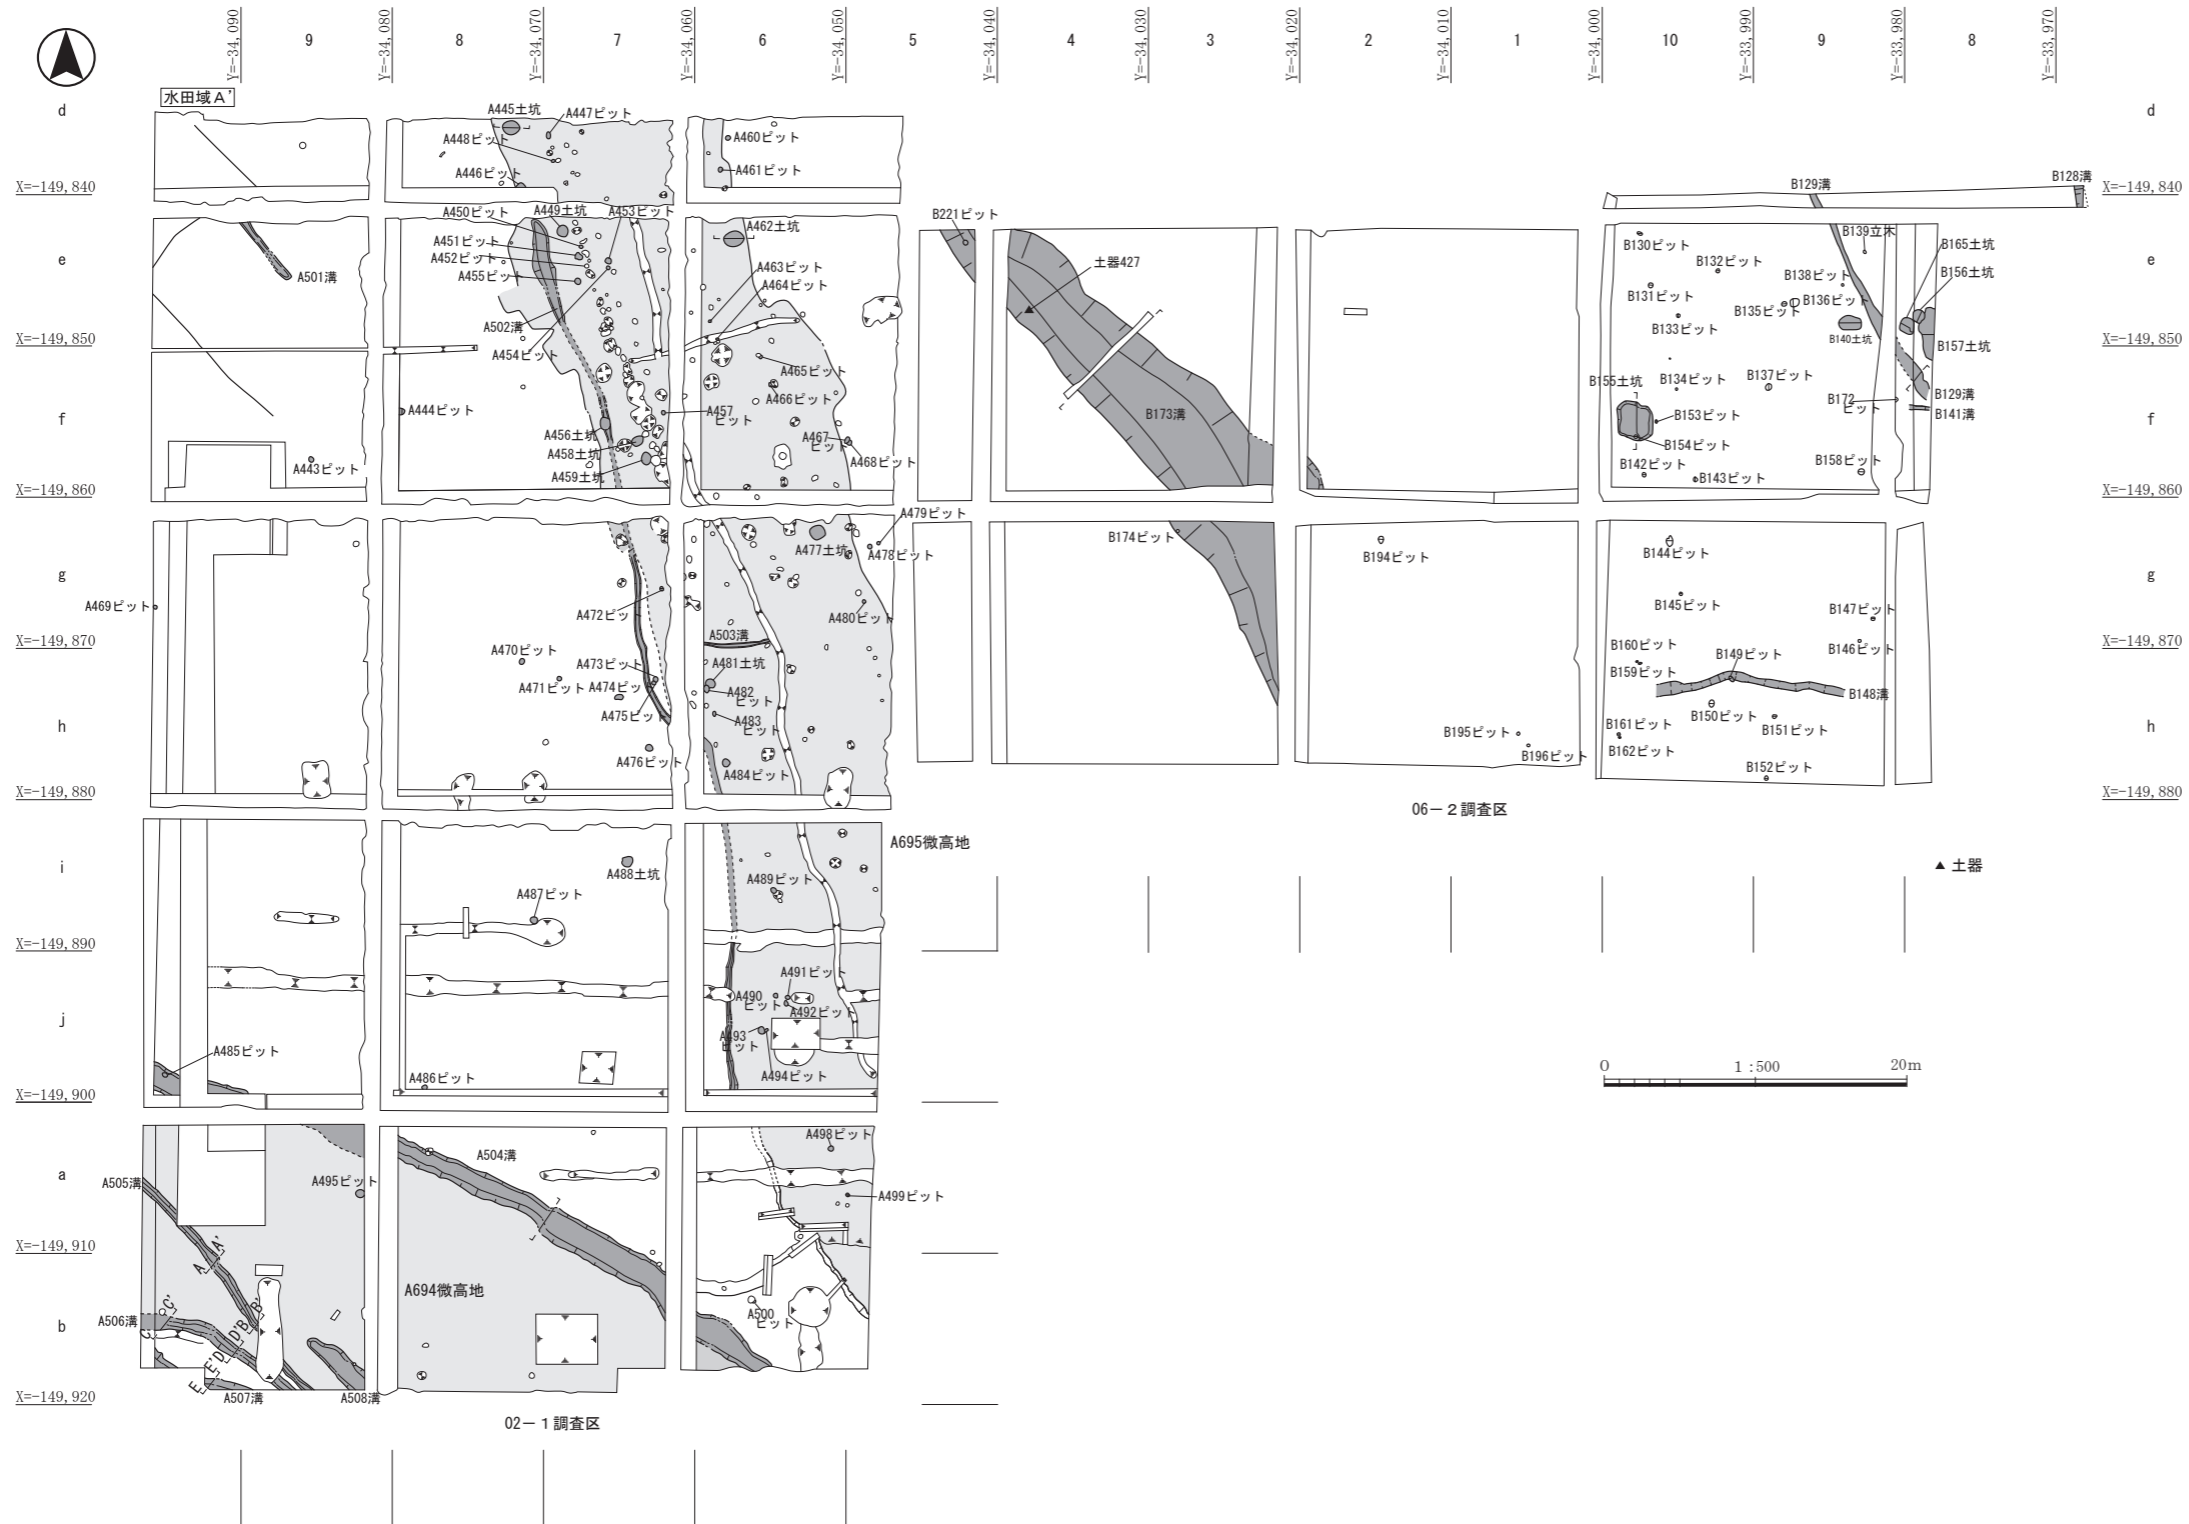 Y=-34,090
Y=-34,080
Y=-34,070
Y=-34,060
Y=-34,050
Y=-34,040
Y=-34,030
Y=-34,020
Y=-34,010
Y=-34,000
Y=-33,990
Y=-33,980
Y=-33,970
9
8
7
6
5
4
3
2
1
10
9
8
水田域A'
d
d
A445土坑
A447ピット
A448ピット
A446ピット
A460ピット
A461ピット
X=-149,840
X=-149,840
B129溝
B128溝
A450ピット
A449土坑
A453ピット
A451ピット
A452ピット
A455ピット
A462土坑
A463ピット
A464ピット
B221ピット
土器427
B130ピット
B132ピット
B131ピット
B133ピット
B138ピット
B135ピット
B136ピット
B139立木
B165土坑
B156土坑
e
e
A501溝
A502溝
A454ピット
X=-149,850
X=-149,850
B140土坑
B157土坑
A465ピット
A466ピット
A444ピット
A457
ピット
A456土坑
A458土坑
A459土坑
A467
ピット
A468ピット
A443ピット
B173溝
B155土坑
B134ピット
B137ピット
B153ピット
B154ピット
B172
ピット
B129溝
B141溝
B142ピット
B143ピット
B158ピット
f
f
X=-149,860
X=-149,860
A479ピット
A477土坑
A478ピット
B174ピット
B194ピット
B144ピット
g
g
A469ピット
A472ピッ
A480ピット
B145ピット
B147ピット
X=-149,870
X=-149,870
A503溝
A470ピット
A473ピット
A471ピット
A474ピッ
A475ピット
A481土坑
A482
ピット
A483
ピット
B160ピット
B159ピット
B149ピット
B146ピット
B148溝
B150ピット
B151ピット
B161ピット
B162ピット
B152ピット
h
h
A476ピット
A484ピット
B195ピット
B196ピット
X=-149,880
X=-149,880
06-2調査区
A695微高地
▲ 土器
i
A488土坑
A487ピット
A489ピット
X=-149,890
A491ピット
A490
ピット
A492ピット
A493
ピット
A494ピット
j
A485ピット
A486ピット
X=-149,900
0
1:500
20m
A498ピット
A504溝
a
A505溝
A495ピット
A499ピット
X=-149,910
A
A'
A694微高地
B
B'
C
C'
D
D'
E
E'
A506溝
A500
ピット
b
A507溝
A508溝
X=-149,920
02-1調査区